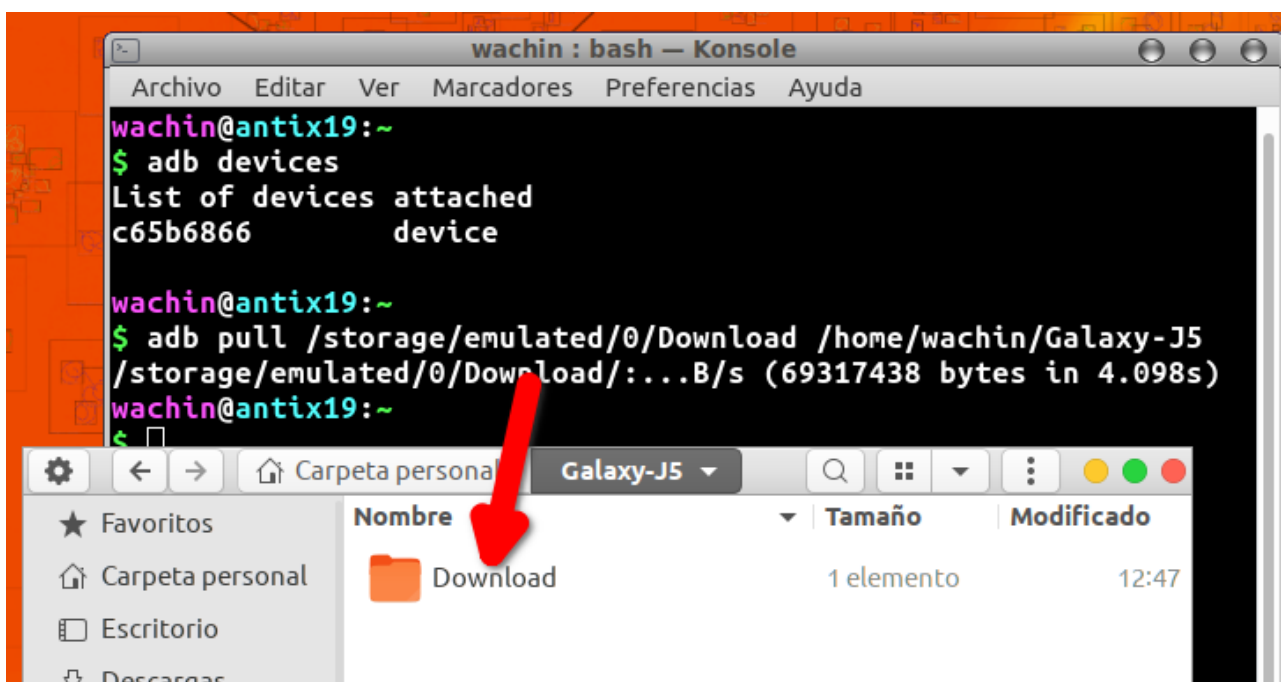 wachin : bash — Konsole
Archivo Editar Ver Marcadores Preferencias Ayuda
wachin@antix19:~
$ adb devices
List of devices attached
c65b6866 device
wachin@antix19:~
$ adb pull /storage/emulated/0/Download /home/wachin/Galaxy-J5
/storage/emulated/0/Download/:...B/s (69317438 bytes in 4.098s)
wachin@antix19:~
$
Carpeta personal Galaxy-J5
Favoritos
Carpeta personal
Escritorio
Descargas
Nombre Tamaño Modificado
Download 1 elemento 12:47